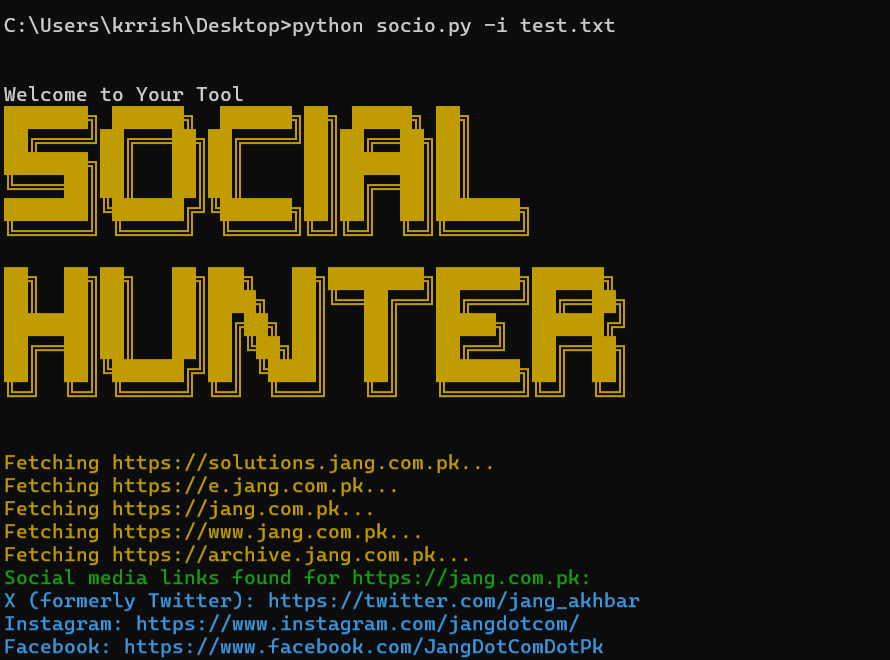 C:\Users\krrish\Desktop>python socio.py -i test.txt
Welcome to Your Tool
SOCIAL
HUNTER
Fetching https://solutions.jang.com.pk...
Fetching https://e.jang.com.pk...
Fetching https://jang.com.pk...
Fetching https://www.jang.com.pk...
Fetching https://archive.jang.com.pk...
Social media links found for https://jang.com.pk:
X (formerly Twitter): https://twitter.com/jang_akhbar
Instagram: https://www.instagram.com/jangdotcom/
Facebook: https://www.facebook.com/JangDotComDotPk